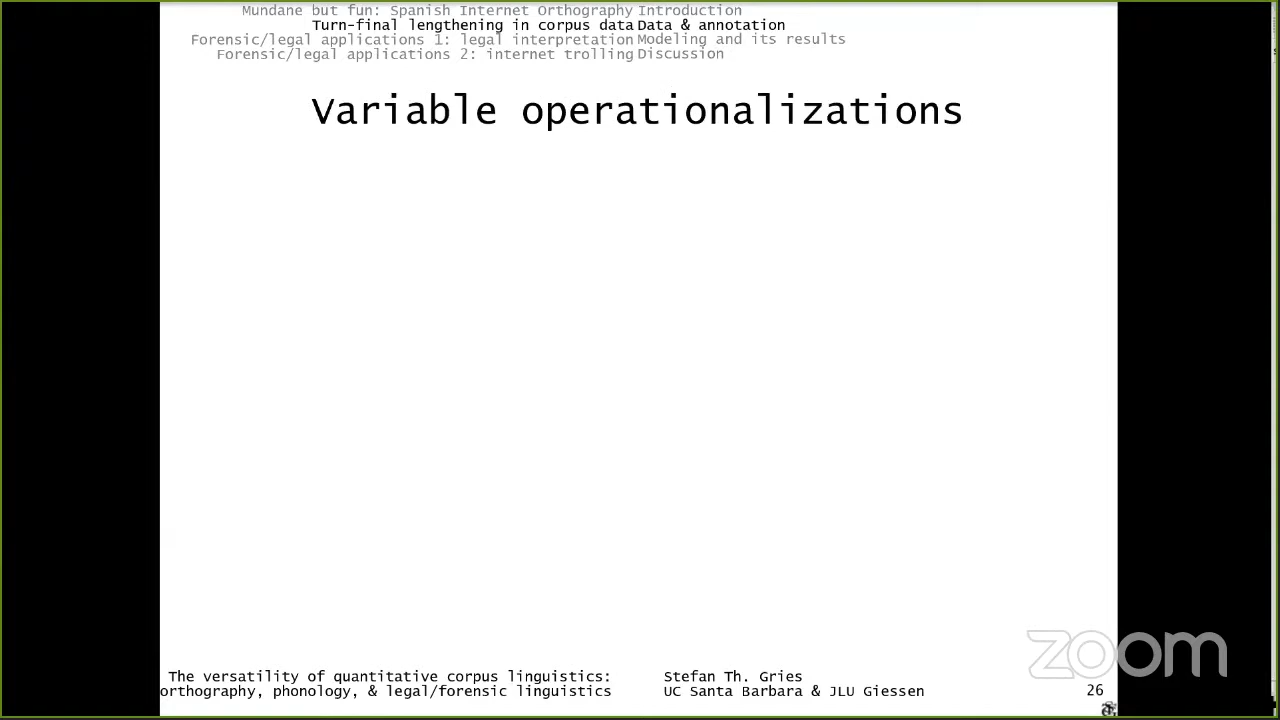 Mundane but fun: Spanish Internet Orthography Introduction
Turn-final lengthening in corpus data Data & annotation
Forensic/legal applications 1: legal interpretation Modeling and its results
Forensic/legal applications 2: internet trolling Discussion
Variable operationalizations
The versatility of quantitative corpus linguistics: Stefan Th. Gries
orthography, phonology, & legal/forensic linguistics UC Santa Barbara & JLU Giessen
26
zoom